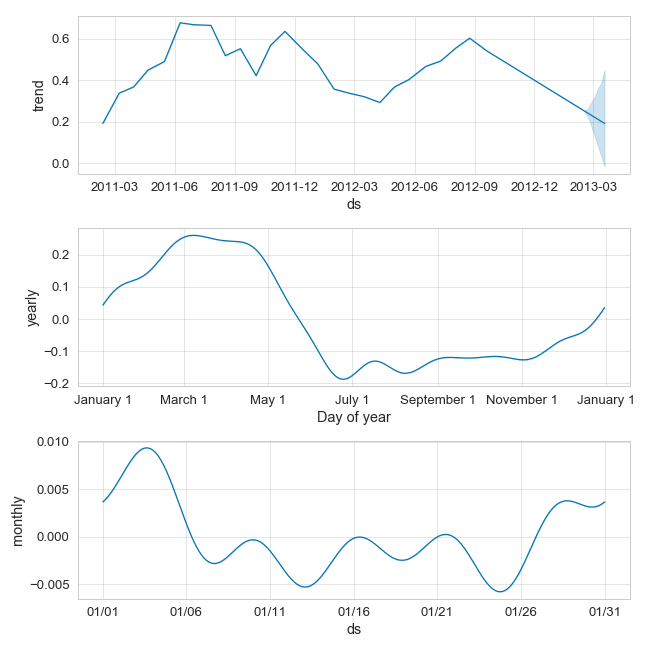 0.6
0.4
0.2
0.0
trend
2011-03 2011-06 2011-09 2011-12 2012-03 2012-06 2012-09 2012-12 2013-03
ds
0.2
0.1
0.0
−0.1
−0.2
yearly
January 1 March 1 May 1 July 1 September 1 November 1 January 1
Day of year
0.010
0.005
0.000
−0.005
monthly
01/01 01/06 01/11 01/16 01/21 01/26 01/31
ds